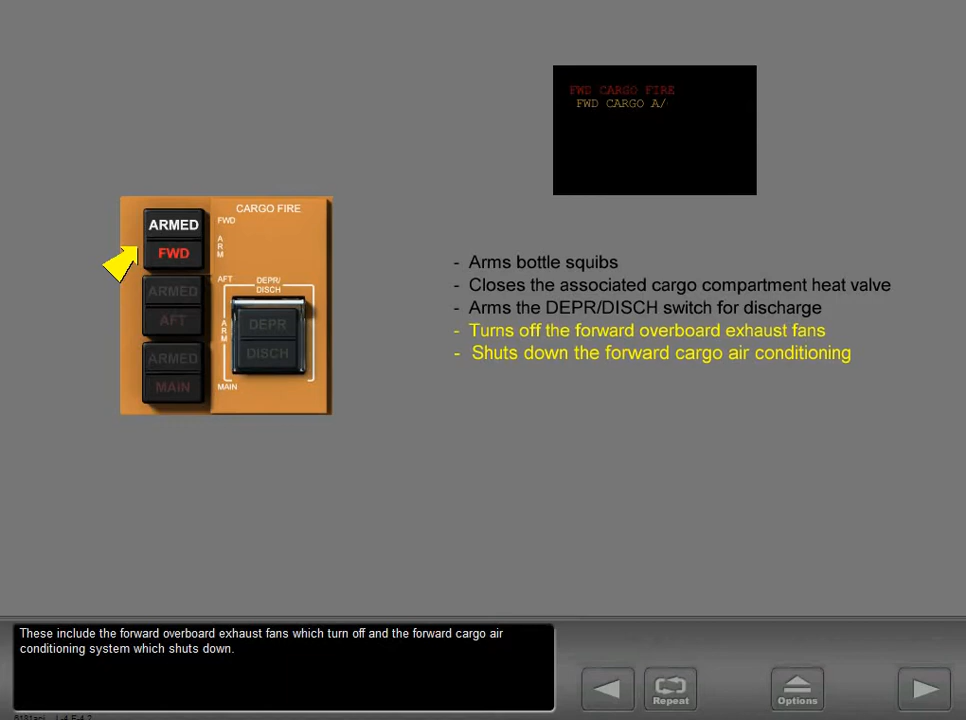 FWD CARGO FIRE
FWD CARGO A/
CARGO FIRE
ARMED
FWD
FWD
ARM
AFT
DEPR/
DISCH
ARMED
AFT
ARM
DEPR
DISCH
ARMED
MAIN
MAIN
- Arms bottle squibs
- Closes the associated cargo compartment heat valve
- Arms the DEPR/DISCH switch for discharge
- Turns off the forward overboard exhaust fans
- Shuts down the forward cargo air conditioning
These include the forward overboard exhaust fans which turn off and the forward cargo air
conditioning system which shuts down.
Repeat
Options